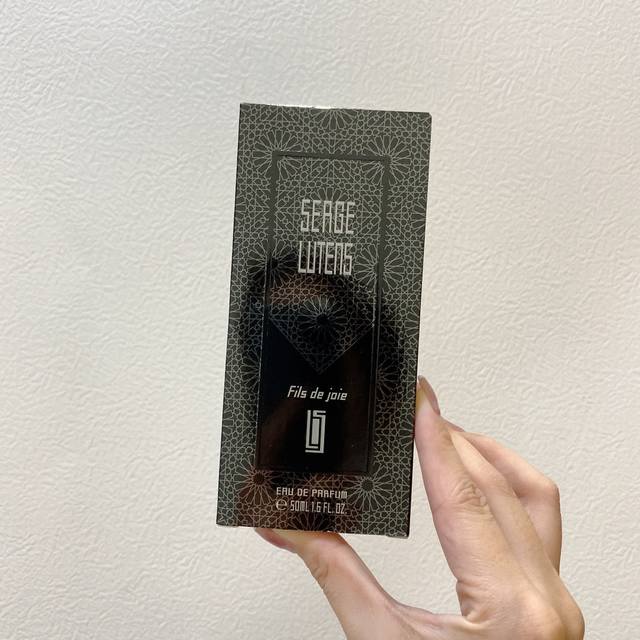 SERGE
LUTENS
Fils de joie
EAU DE PARFUM
℮ 50ML 1.6 FL. OZ.